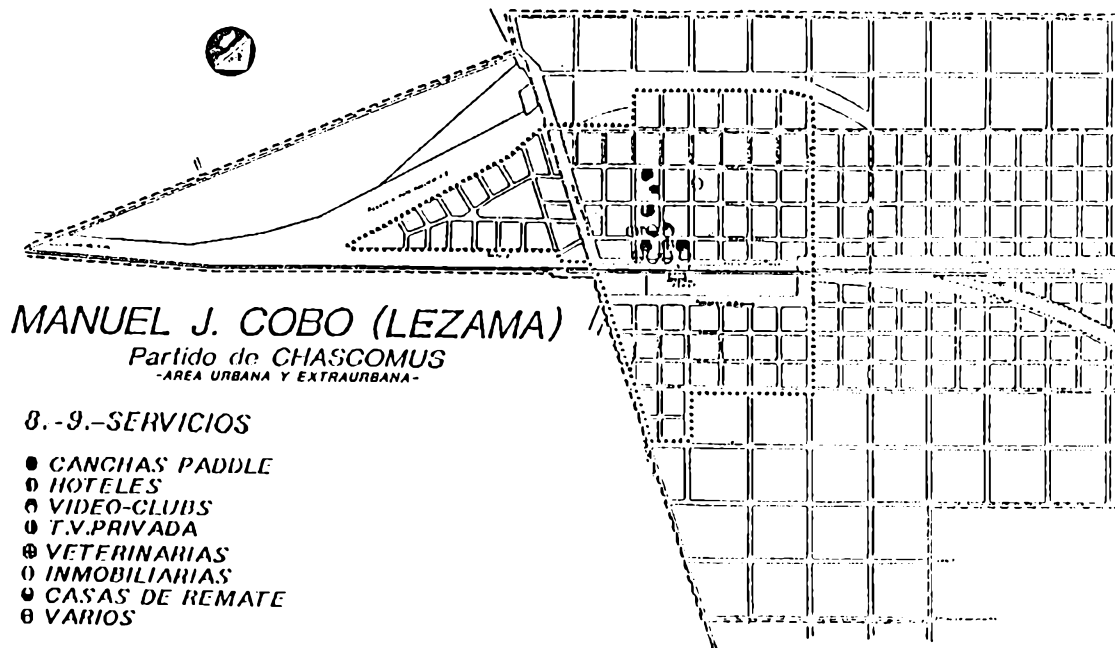 MANUEL J. COBO (LEZAMA)
Partido de CHASCOMUS
-AREA URBANA Y EXTRAURBANA-
8.-9.-SERVICIOS
CANCHAS PADDLE
HOTELES
VIDEO-CLUBS
T.V.PRIVADA
VETERINARIAS
INMOBILIARIAS
CASAS DE REMATE
VARIOS